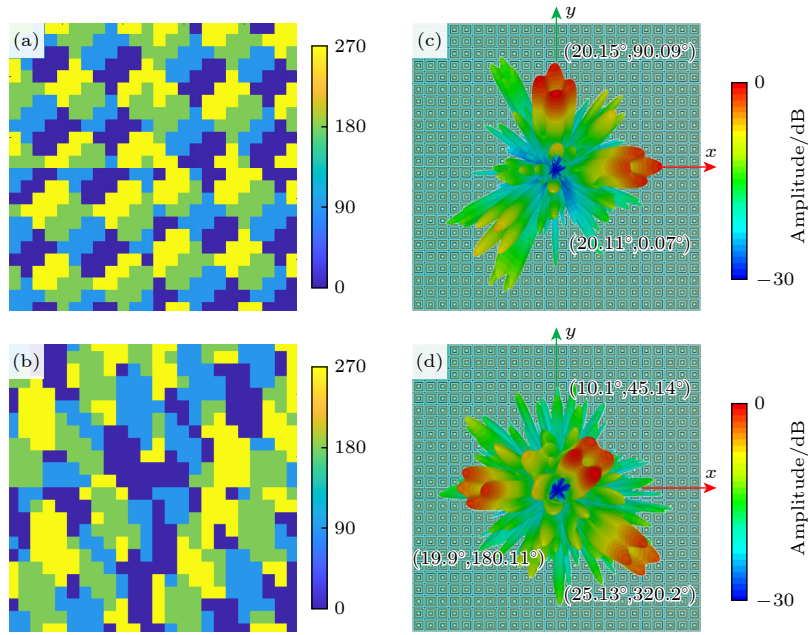 (a)
270
180
90
0
(c)
y
(20.15°,90.09°)
x
(20.11°,0.07°)
0
Amplitude/dB
−30
(b)
270
180
90
0
(d)
y
(10.1°,45.14°)
x
(19.9°,180.11°)
(25.13°,320.2°)
0
Amplitude/dB
−30